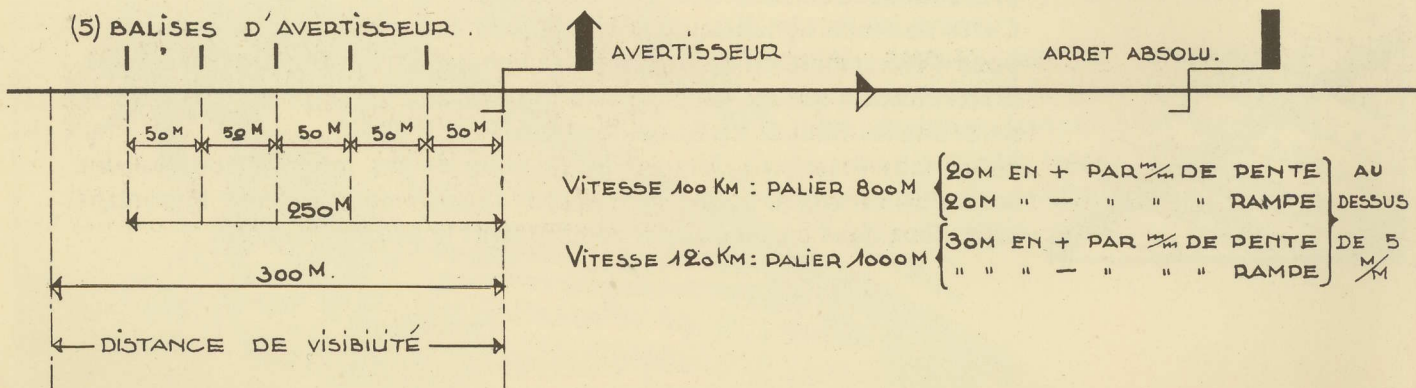 (5) BALISES D'AVERTISSEUR.
AVERTISSEUR
ARRET ABSOLU.
50M 50M 50M 50M 50M
250M
300M.
DISTANCE DE VISIBILITÉ
VITESSE 100 KM : PALIER 800M { 20M EN + PAR m/m DE PENTE } AU
20M " — " " " RAMPE DESSUS
VITESSE 120 KM : PALIER 1000M { 30M EN + PAR m/m DE PENTE DE 5
" " " — " " " RAMPE M/M